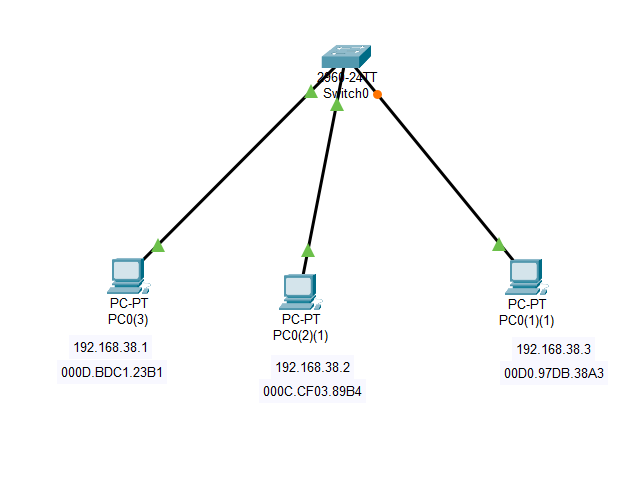 2960-24TT
Switch0
PC-PT
PC0(3)
192.168.38.1
000D.BDC1.23B1
PC-PT
PC0(2)(1)
192.168.38.2
000C.CF03.89B4
PC-PT
PC0(1)(1)
192.168.38.3
00D0.97DB.38A3